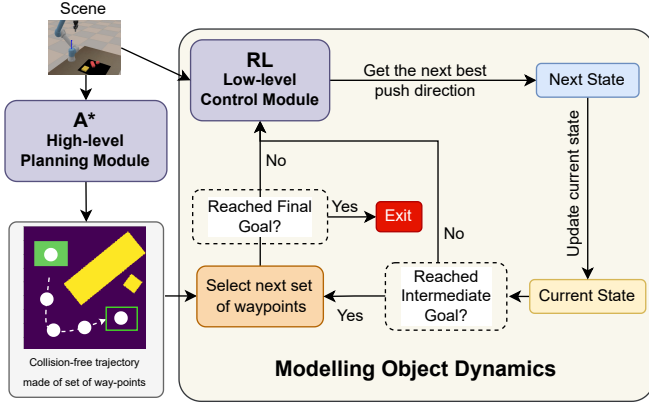 Scene
A*
High-level
Planning Module
Collision-free trajectory
made of set of way-points
RL
Low-level
Control Module
Get the next best
push direction
Next State
Update current state
Current State
Reached
Intermediate
Goal?
No
Yes
Select next set
of waypoints
Reached Final
Goal?
No
Yes
Exit
Modelling Object Dynamics